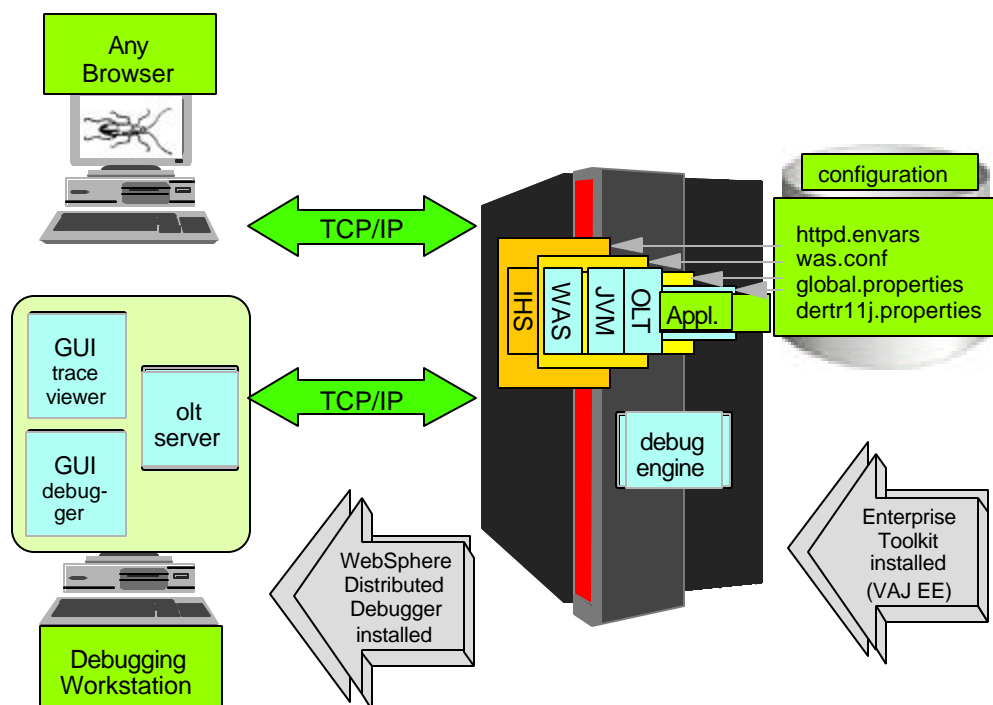 Any
Browser
TCP/IP
configuration
httpd.envars
was.conf
global.properties
dertr11j.properties
IHS
WAS
JVM
OLT
Appl.
GUI
trace
viewer
olt
server
GUI
debug-
gger
TCP/IP
debug
engine
WebSphere
Distributed
Debugger
installed
Enterprise
Toolkit
installed
(VAJ EE)
Debugging
Workstation